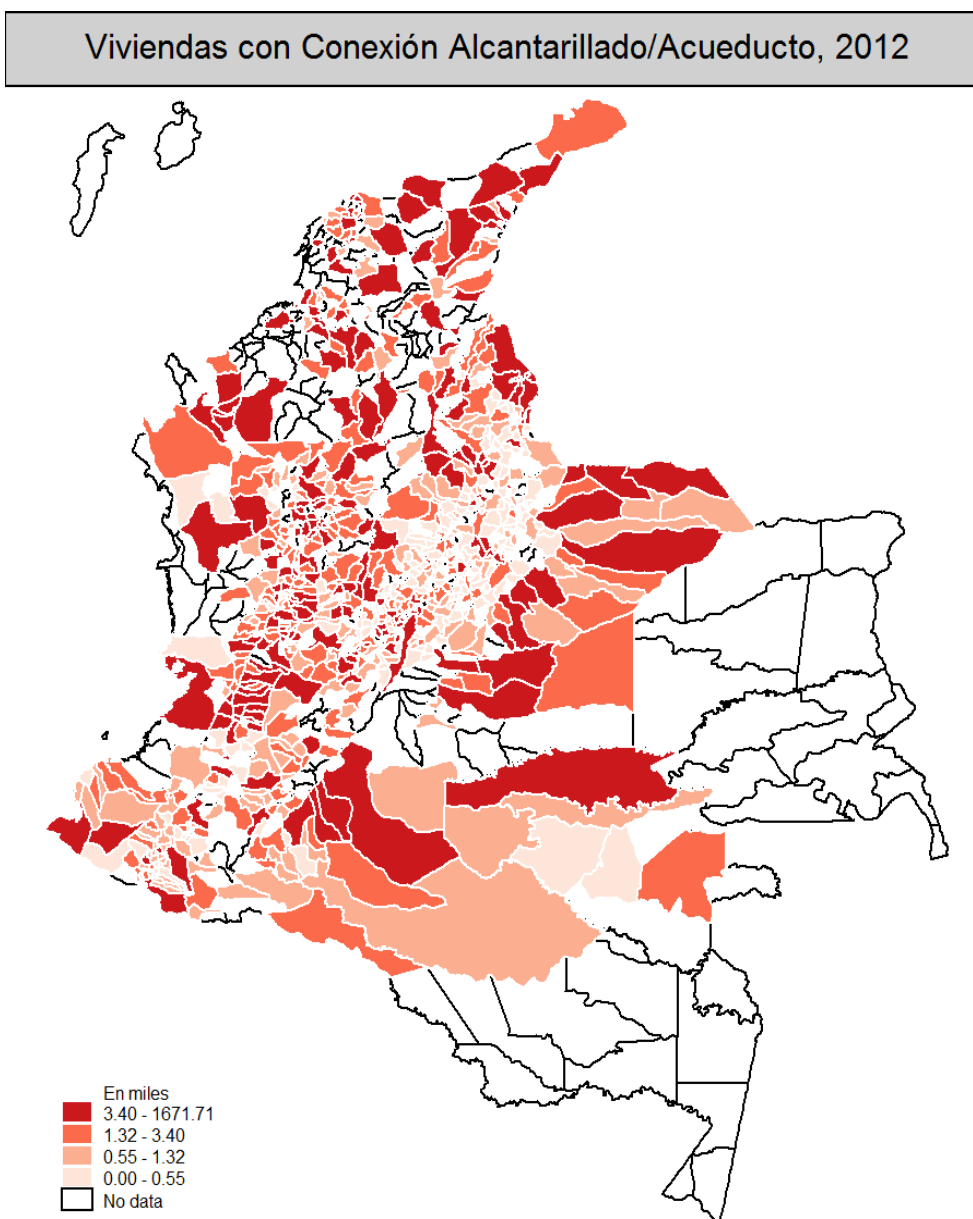 Viviendas con Conexión Alcantarillado/Acueducto, 2012
En miles
3.40 - 1671.71
1.32 - 3.40
0.55 - 1.32
0.00 - 0.55
No data